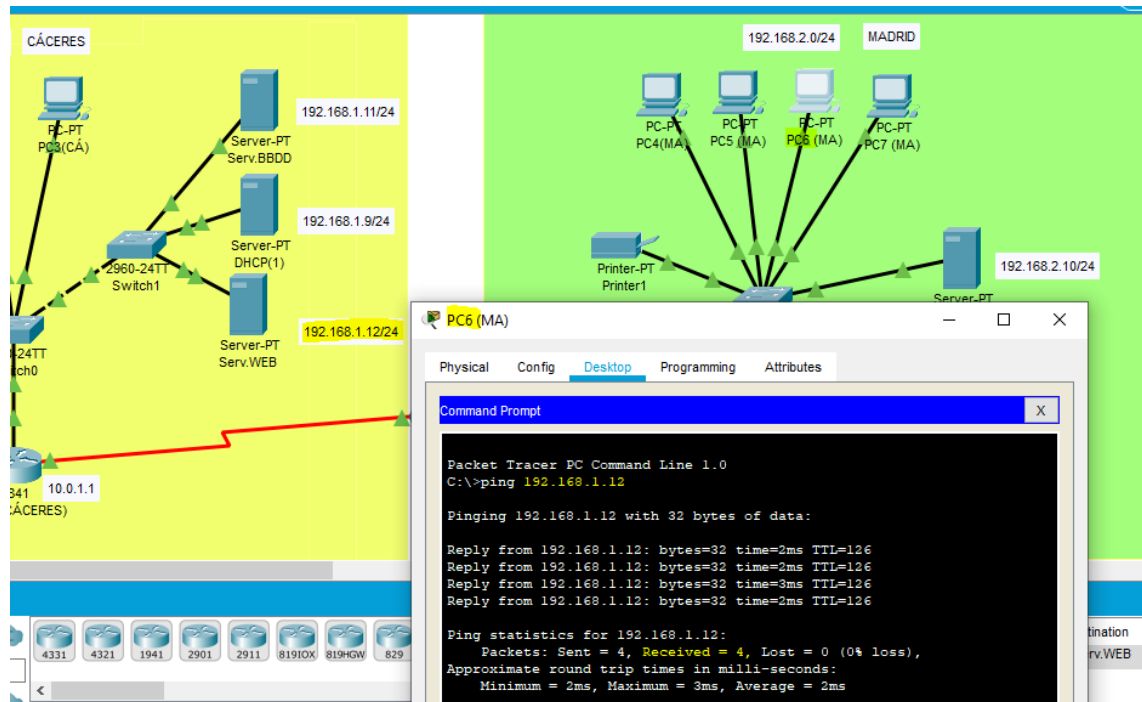 CÁCERES
PC-PT
PC3(CÁ)
192.168.1.11/24
Server-PT
Serv.BBDD
192.168.1.9/24
Server-PT
DHCP(1)
2960-24TT
Switch1
192.168.1.12/24
Server-PT
Serv.WEB
-24TT
ch0
10.0.1.1
341
CÁCERES)
192.168.2.0/24
MADRID
PC-PT
PC4(MA)
PC-PT
PC5 (MA)
PC-PT
PC6 (MA)
PC-PT
PC7 (MA)
Printer-PT
Printer1
192.168.2.10/24
Server-PT
PC6 (MA)
Physical Config Desktop Programming Attributes
Command Prompt
X
Packet Tracer PC Command Line 1.0
C:\>ping 192.168.1.12
Pinging 192.168.1.12 with 32 bytes of data:
Reply from 192.168.1.12: bytes=32 time=2ms TTL=126
Reply from 192.168.1.12: bytes=32 time=2ms TTL=126
Reply from 192.168.1.12: bytes=32 time=3ms TTL=126
Reply from 192.168.1.12: bytes=32 time=2ms TTL=126
Ping statistics for 192.168.1.12:
Packets: Sent = 4, Received = 4, Lost = 0 (0% loss),
Approximate round trip times in milli-seconds:
Minimum = 2ms, Maximum = 3ms, Average = 2ms
4331 4321 1941 2901 2911 819IOX 819HGW 829
tination
rv.WEB